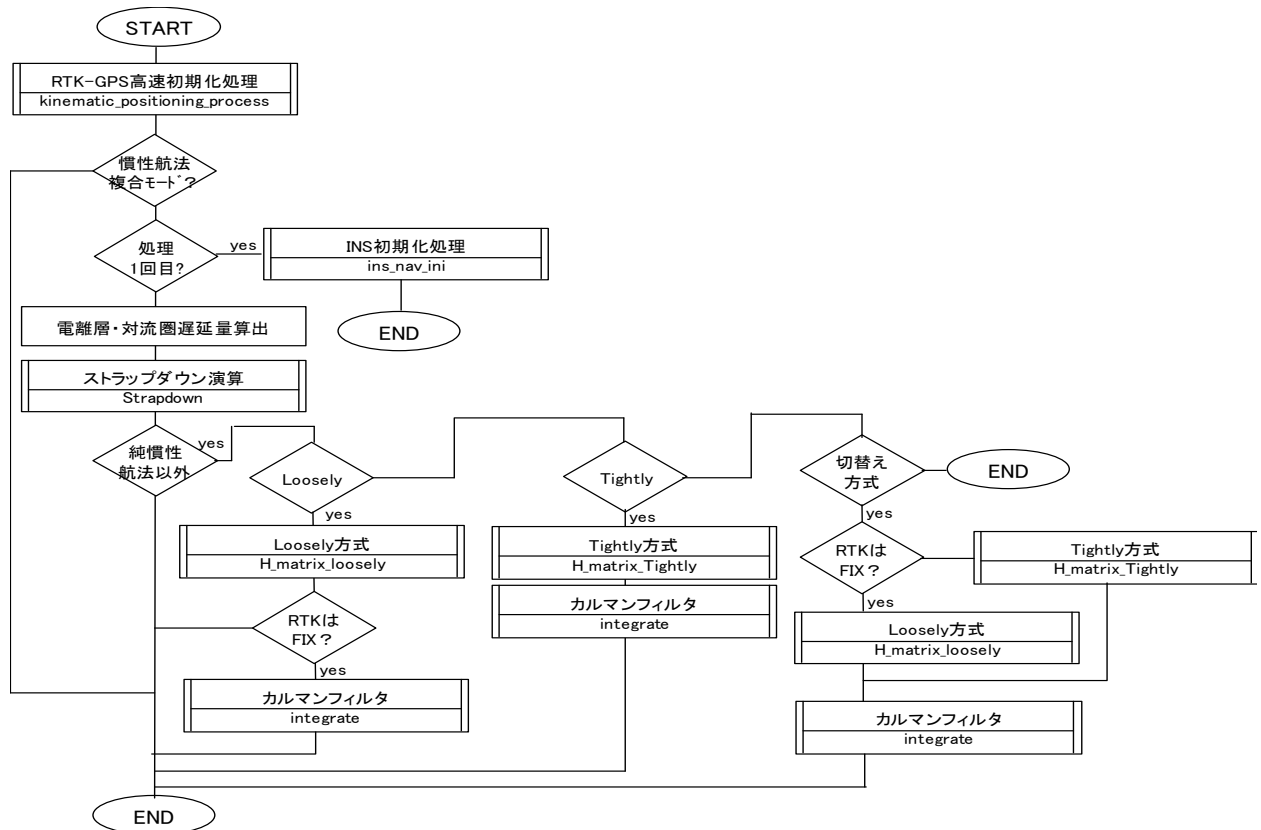 START
RTK-GPS高速初期化処理
kinematic_positioning_process
慣性航法
複合ﾓｰﾄﾞ?
処理
1回目?
yes
INS初期化処理
ins_nav_ini
END
電離層・対流圏遅延量算出
ストラップダウン演算
Strapdown
純慣性
航法以外
yes
Loosely
yes
Loosely方式
H_matrix_loosely
RTKは
FIX?
yes
カルマンフィルタ
integrate
Tightly
yes
Tightly方式
H_matrix_Tightly
カルマンフィルタ
integrate
切替え
方式
END
yes
RTKは
FIX?
Tightly方式
H_matrix_Tightly
yes
Loosely方式
H_matrix_loosely
カルマンフィルタ
integrate
END